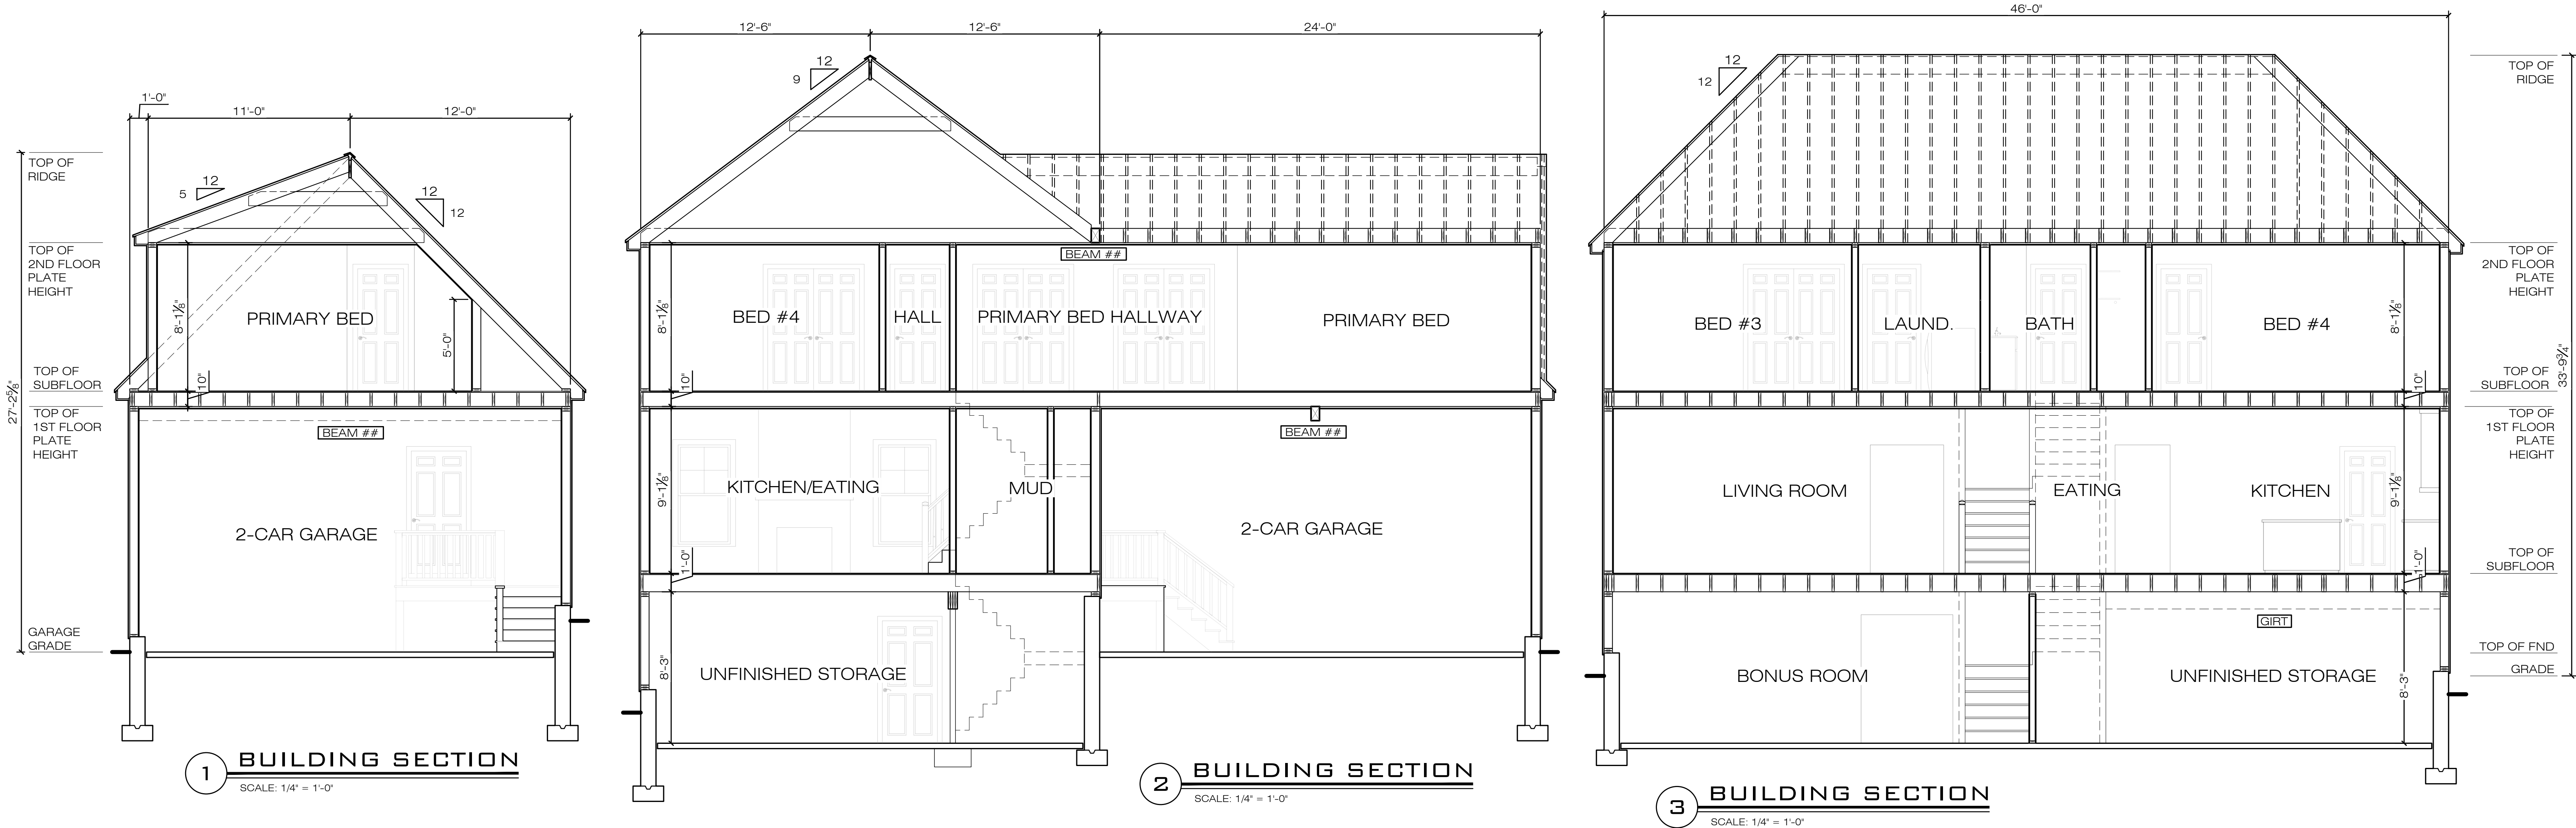 1'-0"
11'-0"
12'-0"
TOP OF
RIDGE
5
12
12
12
TOP OF
2ND FLOOR
PLATE
HEIGHT
8'-1⅛"
PRIMARY BED
5'-0"
27'-2⅝"
TOP OF
SUBFLOOR
10"
TOP OF
1ST FLOOR
PLATE
HEIGHT
BEAM ##
2-CAR GARAGE
GARAGE
GRADE
1 BUILDING SECTION
SCALE: 1/4" = 1'-0"
12'-6"
12'-6"
24'-0"
12
9
BEAM ##
8'-1⅛"
BED #4
HALL
PRIMARY BED HALLWAY
PRIMARY BED
10"
BEAM ##
9'-1⅛"
KITCHEN/EATING
MUD
2-CAR GARAGE
1'-0"
8'-3"
UNFINISHED STORAGE
2 BUILDING SECTION
SCALE: 1/4" = 1'-0"
46'-0"
12
12
TOP OF
RIDGE
TOP OF
2ND FLOOR
PLATE
HEIGHT
BED #3
LAUND.
BATH
BED #4
8'-1⅛"
33'-9¾"
TOP OF
SUBFLOOR
10"
TOP OF
1ST FLOOR
PLATE
HEIGHT
LIVING ROOM
EATING
KITCHEN
9'-1⅛"
TOP OF
SUBFLOOR
1'-0"
GIRT
TOP OF FND
GRADE
BONUS ROOM
UNFINISHED STORAGE
8'-3"
3 BUILDING SECTION
SCALE: 1/4" = 1'-0"